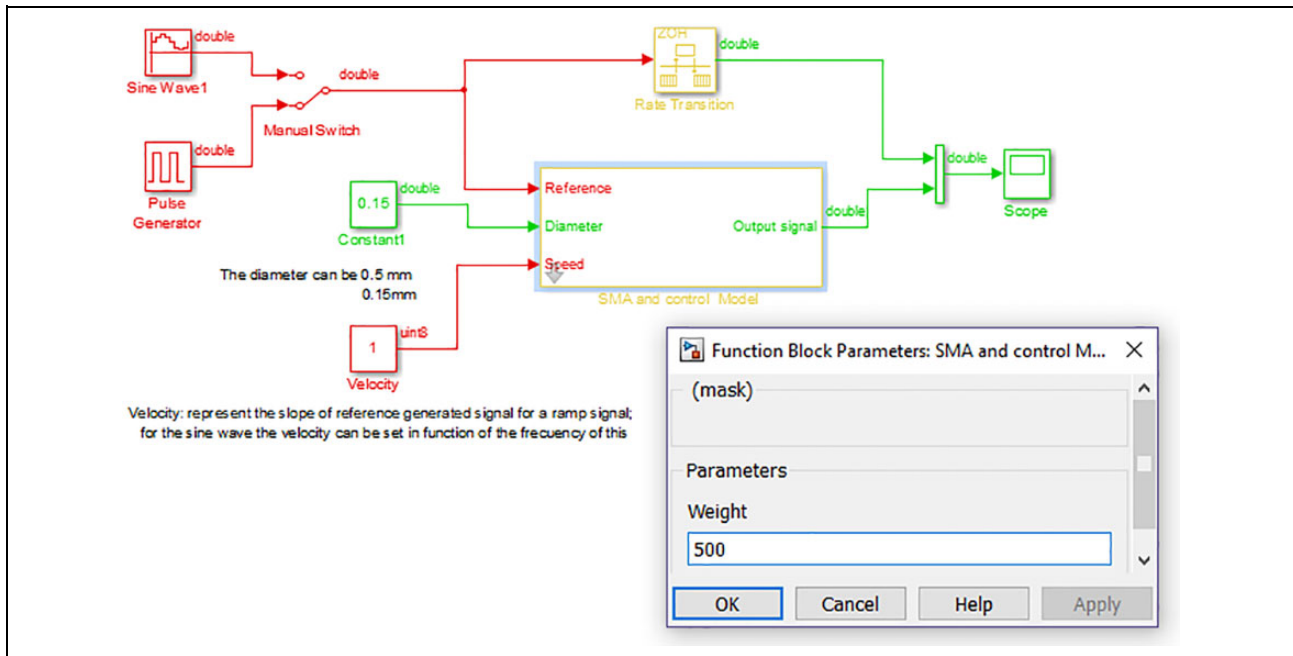 double
Sine Wave1
double
Manual Switch
double
Pulse
Generator
ZOH
double
Rate Transition
0.15
double
Constant1
The diameter can be 0.5 mm
0.15mm
Reference
Diameter
Speed
Output signal
double
SMA and control Model
double
Scope
1
uint8
Velocity
Velocity: represent the slope of reference generated signal for a ramp signal;
for the sine wave the velocity can be set in function of the frecuency of this
Function Block Parameters: SMA and control M...
(mask)
Parameters
Weight
500
OK
Cancel
Help
Apply